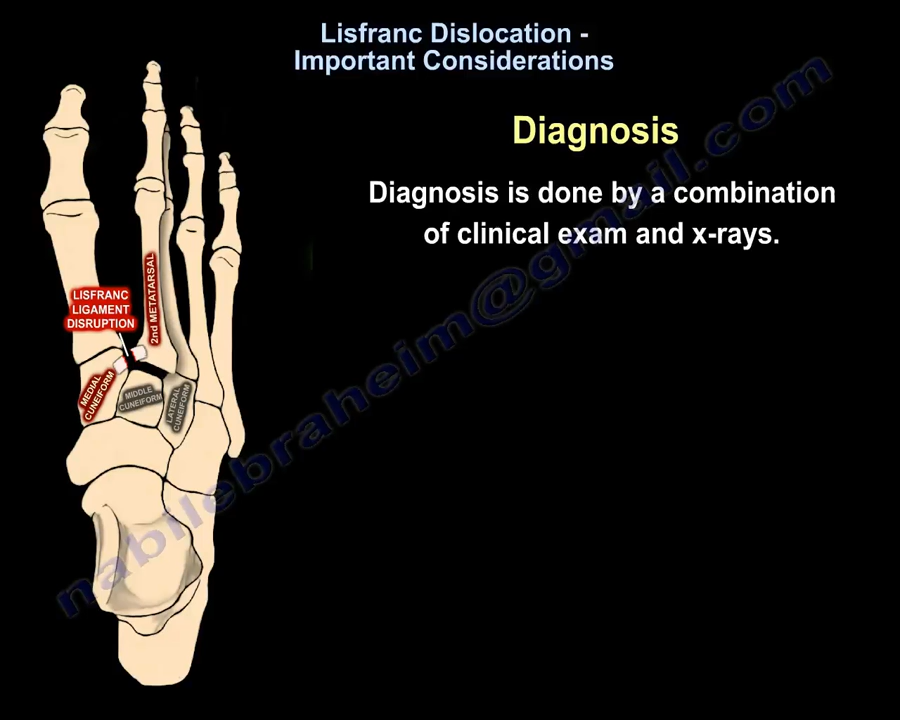 Lisfranc Dislocation -
Important Considerations
Diagnosis
Diagnosis is done by a combination
of clinical exam and x-rays.
LISFRANC
LIGAMENT
DISRUPTION
2nd METATARSAL
MEDIAL
CUNEIFORM
MIDDLE
CUNEIFORM
LATERAL
CUNEIFORM
nabilebraheim@gmail.com